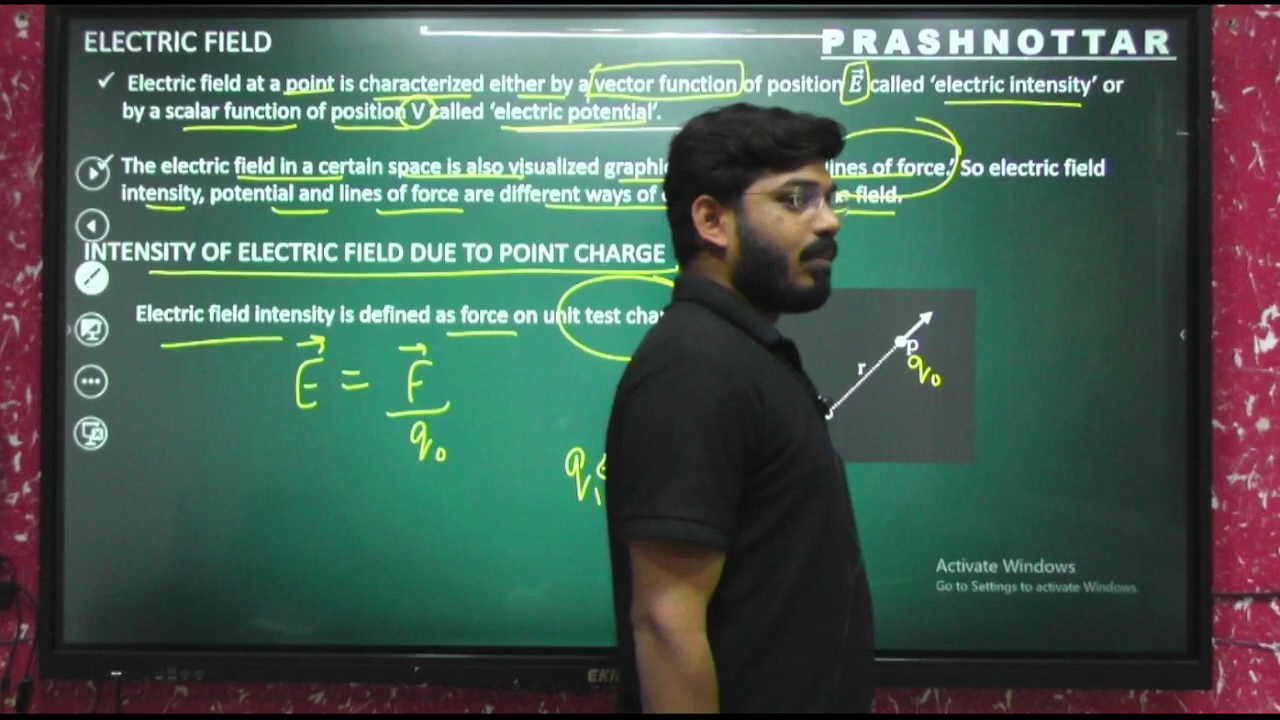 ELECTRIC FIELD
PRASHNOTTAR
✓ Electric field at a point is characterized either by a vector function of position E⃗ called ‘electric intensity’ or
by a scalar function of position V called ‘electric potential’.
✓ The electric field in a certain space is also visualized lines of force.’ So electric field
intensity, potential and lines of force are different ways of field.
INTENSITY OF ELECTRIC FIELD DUE TO POINT CHARGE
Electric field intensity is defined as force on unit test
E⃗ = F⃗ / q₀
r
p
q₀
q₁
Activate Windows
Go to Settings to activate Windows.